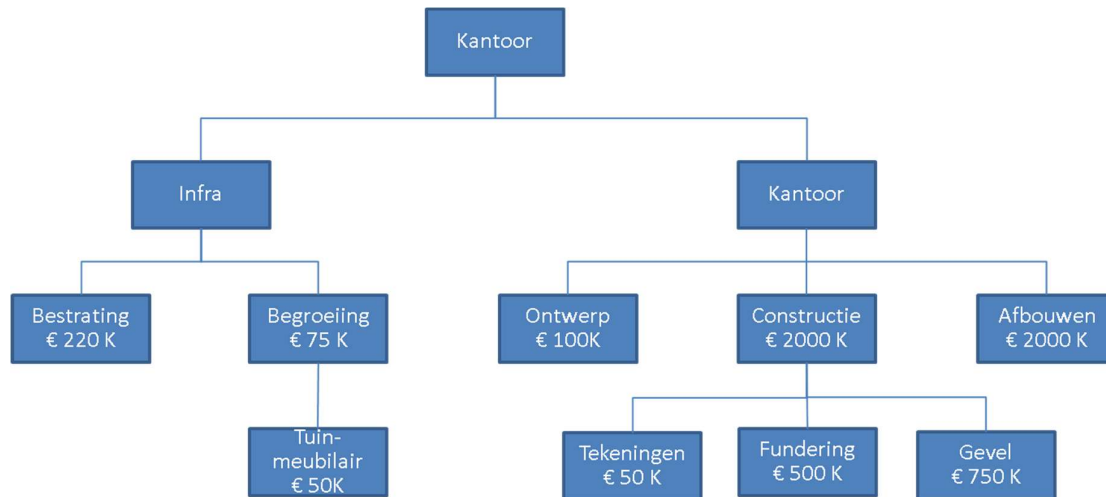 Kantoor
Infra
Kantoor
Bestrating
€ 220 K
Begroeiing
€ 75 K
Ontwerp
€ 100K
Constructie
€ 2000 K
Afbouwen
€ 2000 K
Tuin-
meubilair
€ 50K
Tekeningen
€ 50 K
Fundering
€ 500 K
Gevel
€ 750 K